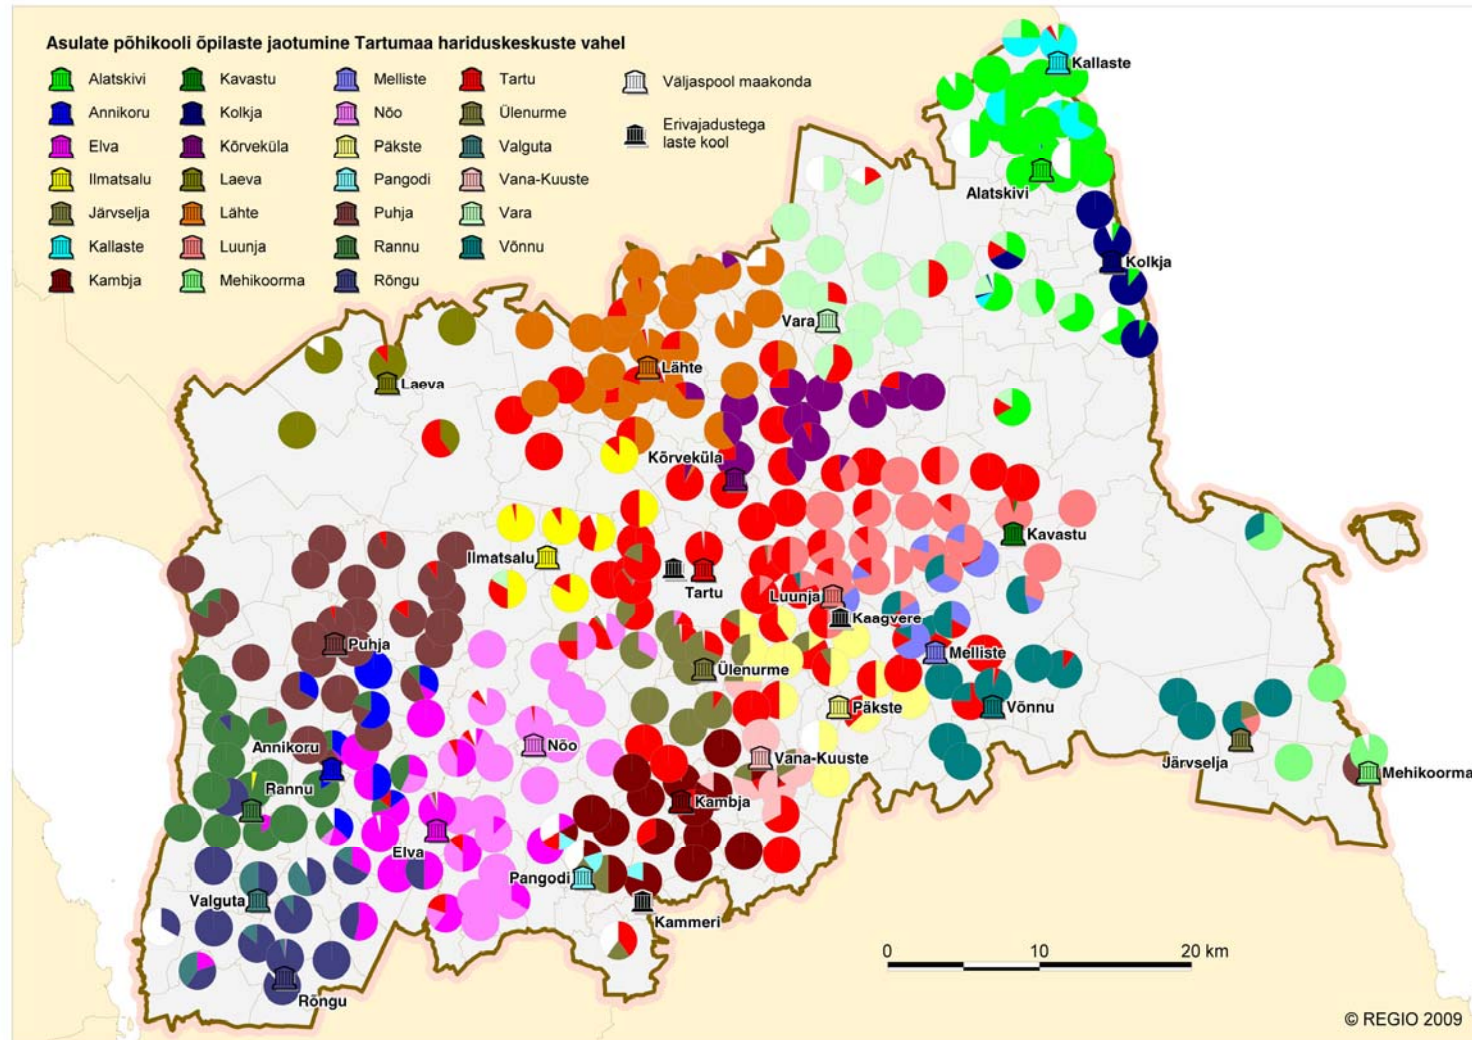 Asulate põhikooli õpilaste jaotumine Tartumaa hariduskeskuste vahel
Alatskivi
Annikoru
Elva
Ilmatsalu
Järvselja
Kallaste
Kambja
Kavastu
Kolkja
Kõrveküla
Laeva
Lähte
Luunja
Mehikoorma
Melliste
Nõo
Päkste
Pangodi
Puhja
Rannu
Rõngu
Tartu
Ülenurme
Valguta
Vana-Kuuste
Vara
Võnnu
Väljaspool maakonda
Erivajadustega
laste kool
Kallaste
Alatskivi
Kolkja
Vara
Lähte
Laeva
Kõrveküla
Kavastu
Ilmatsalu
Tartu
Luunja
Kaagvere
Puhja
Melliste
Ülenurme
Päkste
Võnnu
Annikoru
Nõo
Vana-Kuuste
Järvselja
Mehikoorma
Rannu
Kambja
Elva
Pangodi
Valguta
Kammeri
Rõngu
0 10 20 km
© REGIO 2009